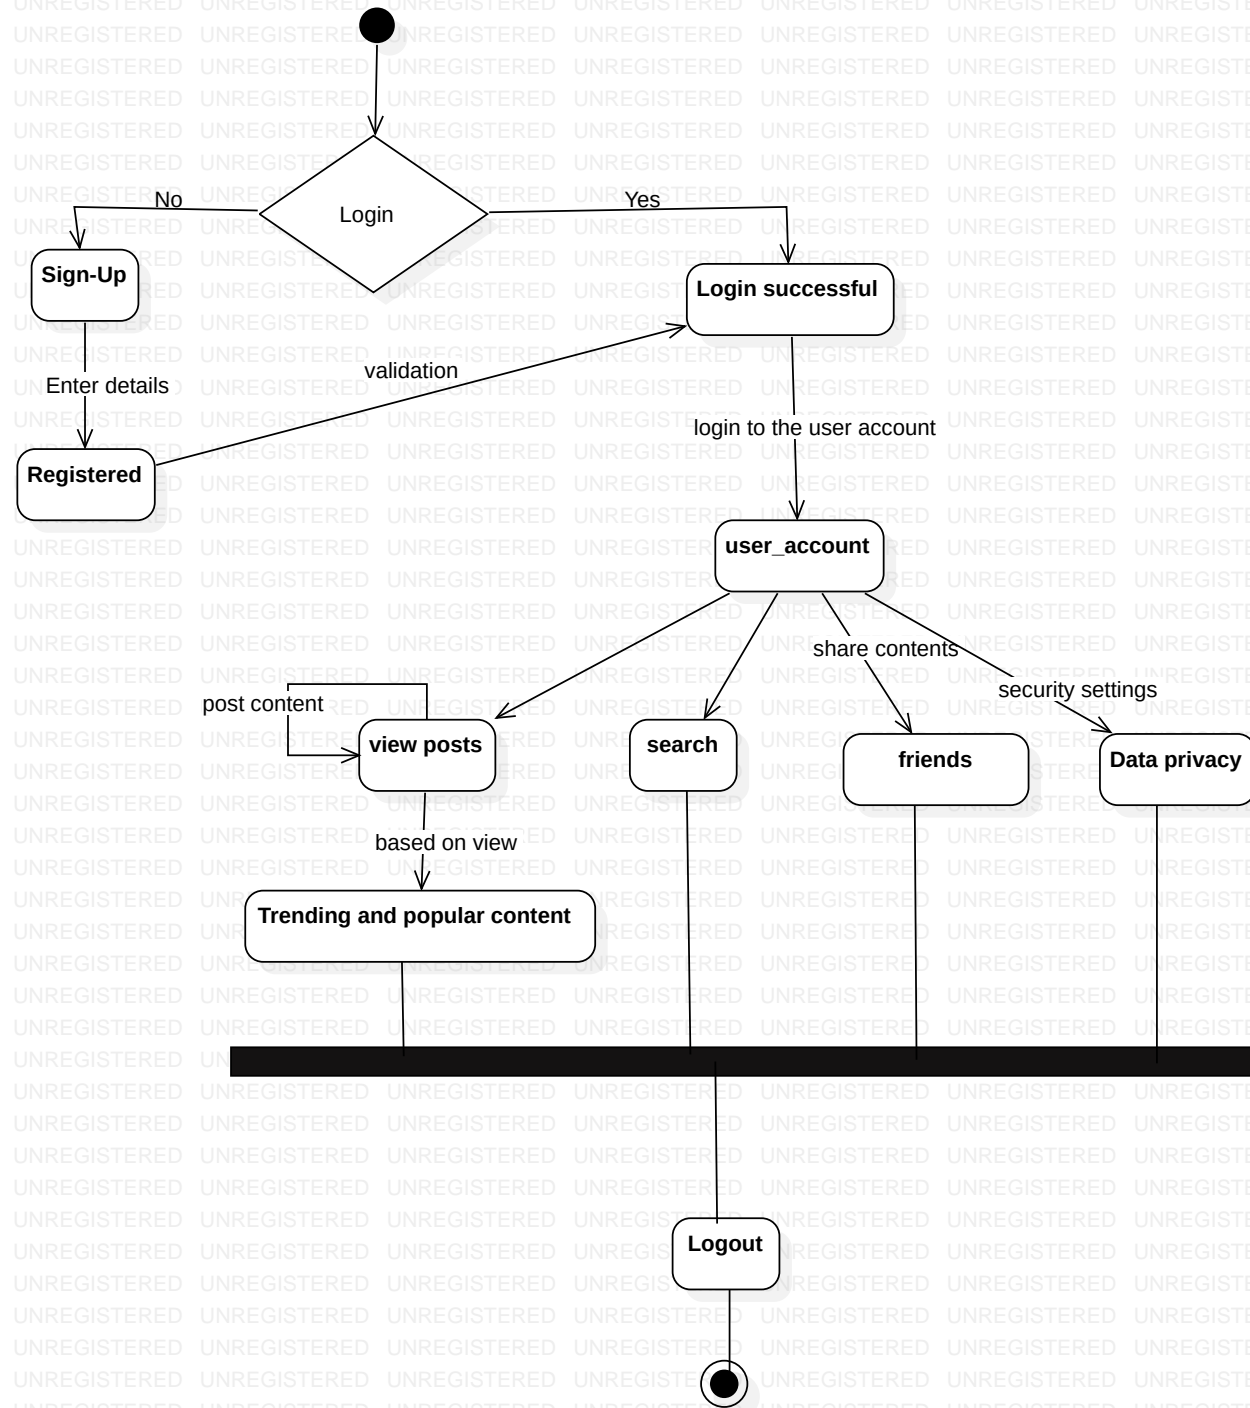 No
Yes
Login
Sign-Up
Login successful
validation
Enter details
login to the user account
Registered
user_account
share contents
security settings
post content
view posts
search
friends
Data privacy
based on view
Trending and popular content
Logout
UNREGISTERED